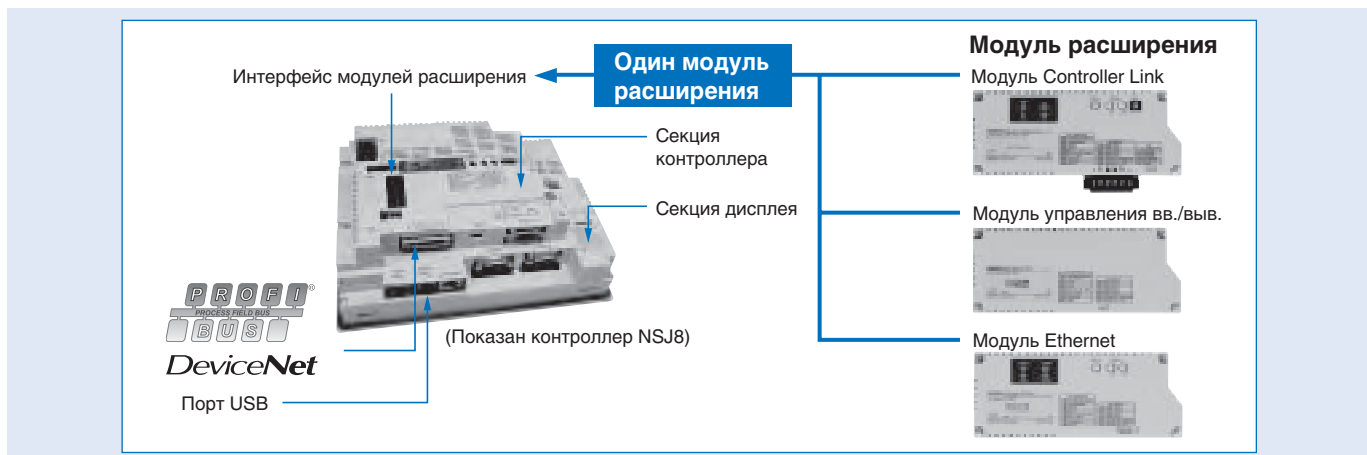 Модуль расширения
Один модуль
расширения
Интерфейс модулей расширения
Модуль Controller Link
Секция
контроллера
Секция дисплея
Модуль управления вв./выв.
PROFI®
PROCESS FIELD BUS
BUS
(Показан контроллер NSJ8)
Модуль Ethernet
DeviceNet
Порт USB